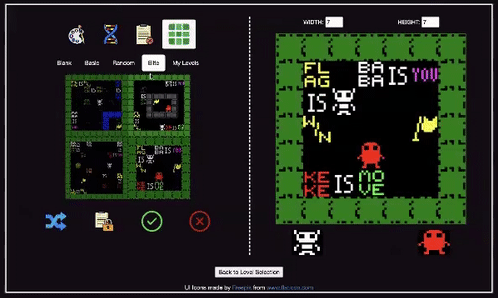 WIDTH: 7
HEIGHT: 7
Blank
Basic
Random
Elite
My Levels
FLAG
BABA IS YOU
IS
WIN
KEKE IS MOVE
Back to Level Selection
UI Icons made by Freepik from www.flaticon.com